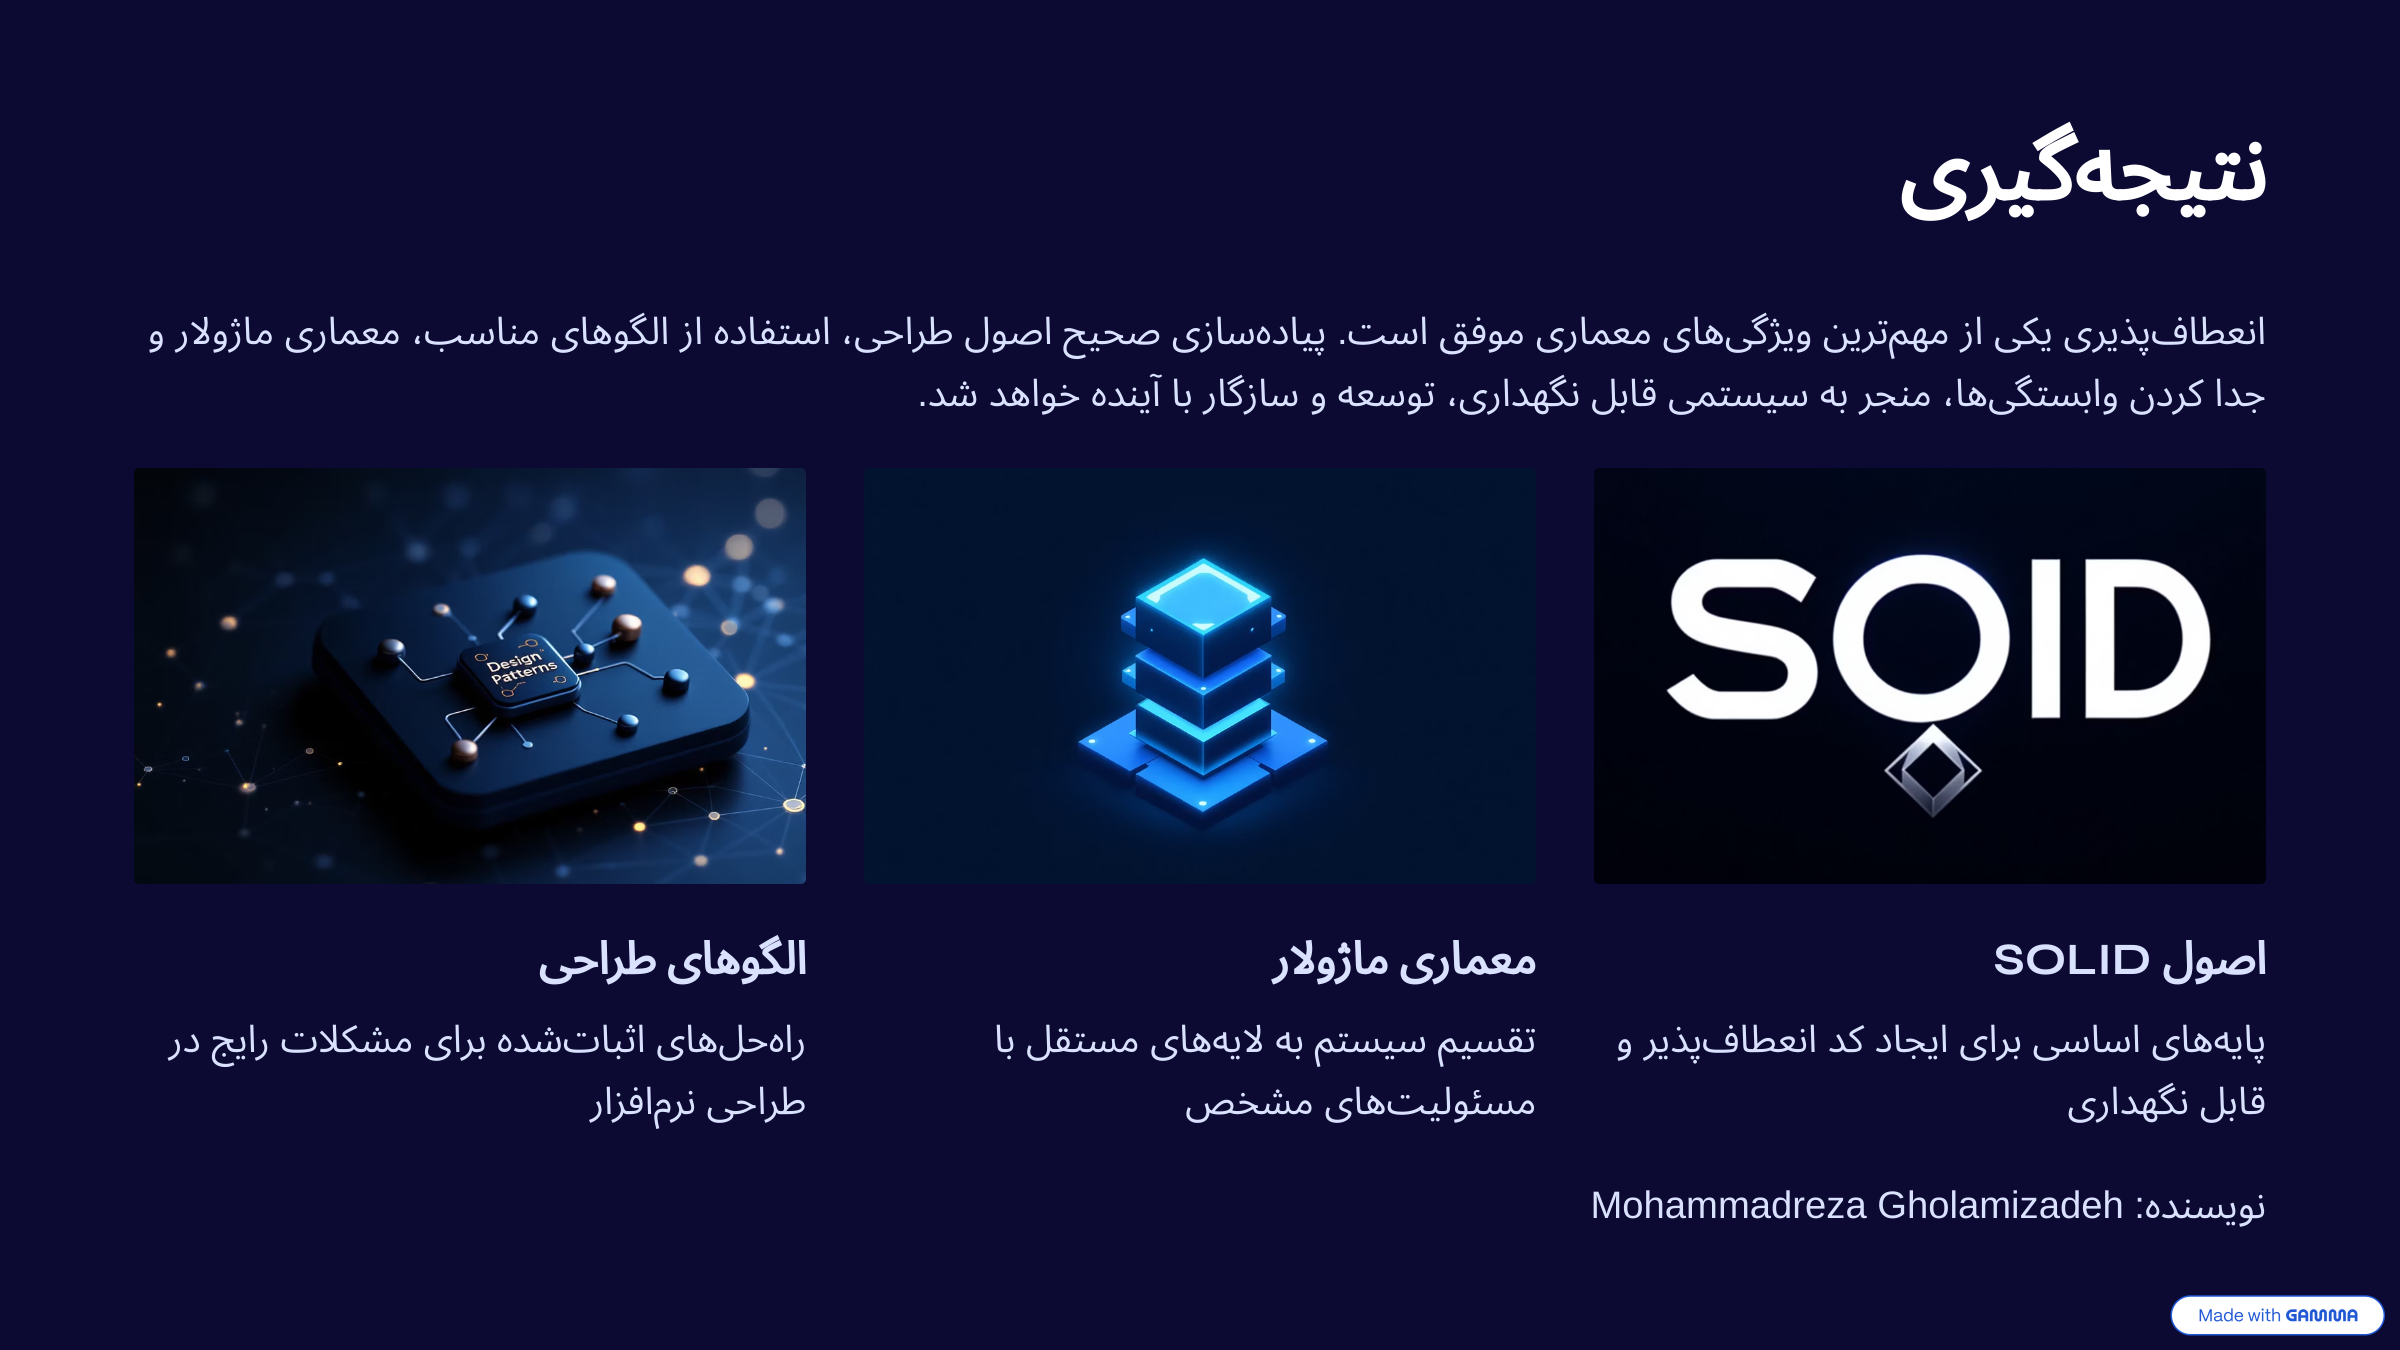 نتیجه‌گیری
انعطاف‌پذیری یکی از مهم‌ترین ویژگی‌های معماری موفق است. پیاده‌سازی صحیح اصول طراحی، استفاده از الگوهای مناسب، معماری ماژولار و
جدا کردن وابستگی‌ها، منجر به سیستمی قابل نگهداری، توسعه و سازگار با آینده خواهد شد.
SOID
اصول SOLID
پایه‌های اساسی برای ایجاد کد انعطاف‌پذیر و
قابل نگهداری
معماری ماژولار
تقسیم سیستم به لایه‌های مستقل با
مسئولیت‌های مشخص
Design
Patterns
الگوهای طراحی
راه‌حل‌های اثبات‌شده برای مشکلات رایج در
طراحی نرم‌افزار
نویسنده: Mohammadreza Gholamizadeh
Made with GAMMA